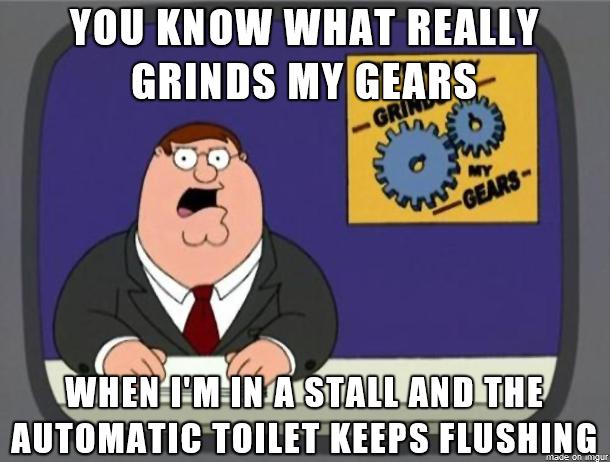 YOU KNOW WHAT REALLY
GRINDS MY GEARS
MY
GEARS
WHEN I'M IN A STALL AND THE
AUTOMATIC TOILET KEEPS FLUSHING
made on imgur